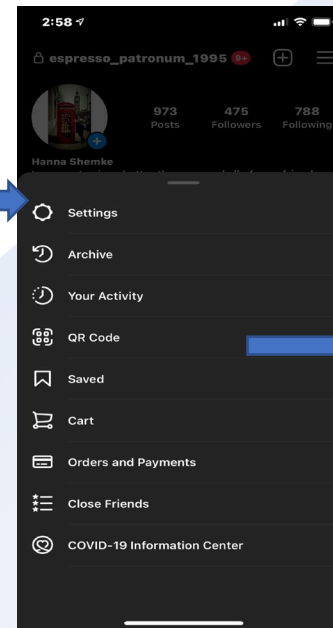 2:58
espresso_patronum_1995 9+
973 475 788
Posts Followers Following
Hanna Shemke
Settings
Archive
Your Activity
QR Code
Saved
Cart
Orders and Payments
Close Friends
COVID-19 Information Center